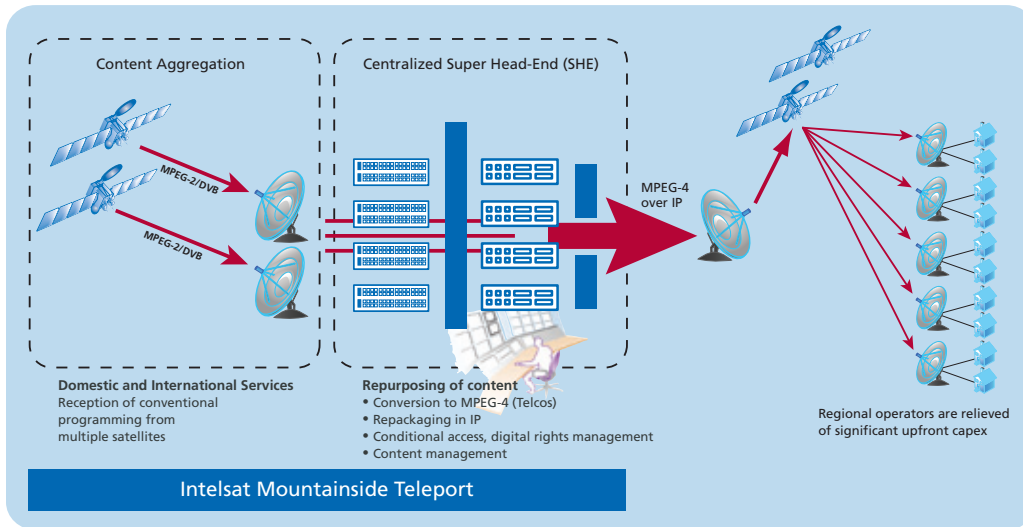 Content Aggregation
MPEG-2/DVB
MPEG-2/DVB
Domestic and International Services
Reception of conventional
programming from
multiple satellites
Centralized Super Head-End (SHE)
Repurposing of content
• Conversion to MPEG-4 (Telcos)
• Repackaging in IP
• Conditional access, digital rights management
• Content management
Intelsat Mountainside Teleport
MPEG-4
over IP
Regional operators are relieved
of significant upfront capex